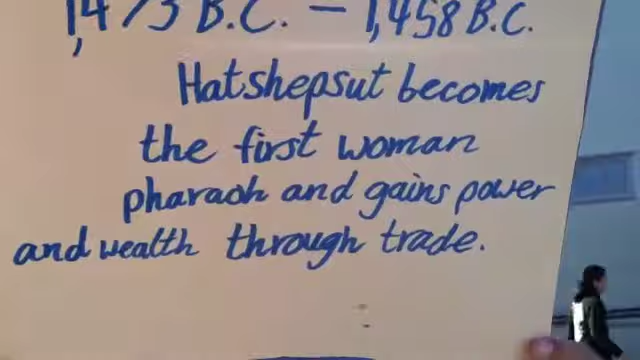 1,473 B.C. – 1,458 B.C.
Hatshepsut becomes
the first woman
pharaoh and gains power
and wealth through trade.